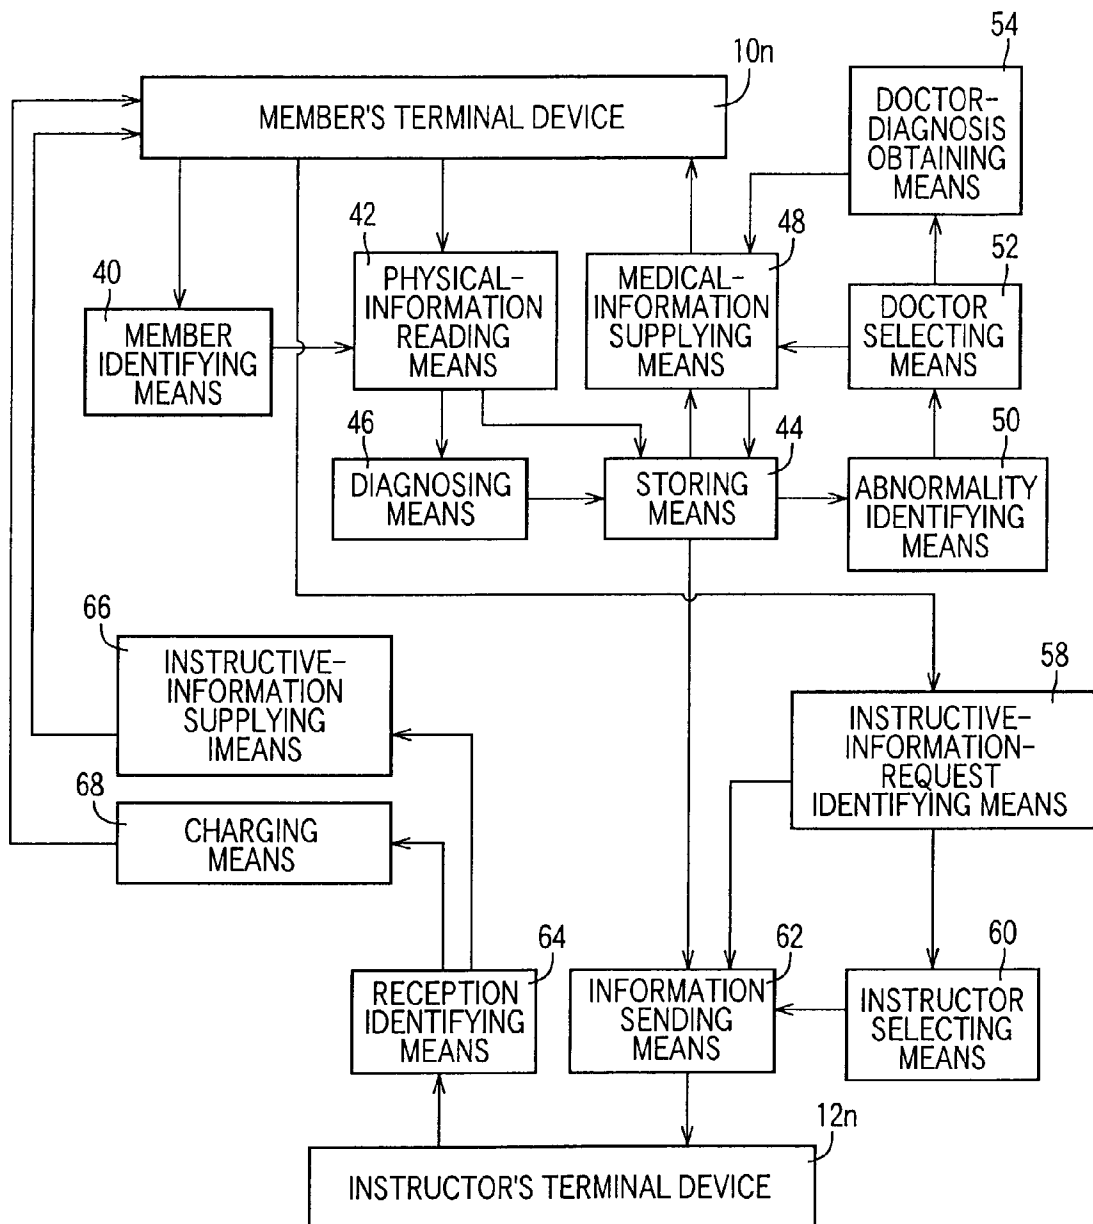 10n
MEMBER'S TERMINAL DEVICE
54
DOCTOR-
DIAGNOSIS
OBTAINING
MEANS
42
PHYSICAL-
INFORMATION
READING
MEANS
48
MEDICAL-
INFORMATION
SUPPLYING
MEANS
52
DOCTOR
SELECTING
MEANS
40
MEMBER
IDENTIFYING
MEANS
46
DIAGNOSING
MEANS
44
STORING
MEANS
50
ABNORMALITY
IDENTIFYING
MEANS
66
INSTRUCTIVE-
INFORMATION
SUPPLYING
IMEANS
58
INSTRUCTIVE-
INFORMATION-
REQUEST
IDENTIFYING MEANS
68
CHARGING
MEANS
64
RECEPTION
IDENTIFYING
MEANS
62
INFORMATION
SENDING
MEANS
60
INSTRUCTOR
SELECTING
MEANS
12n
INSTRUCTOR'S TERMINAL DEVICE